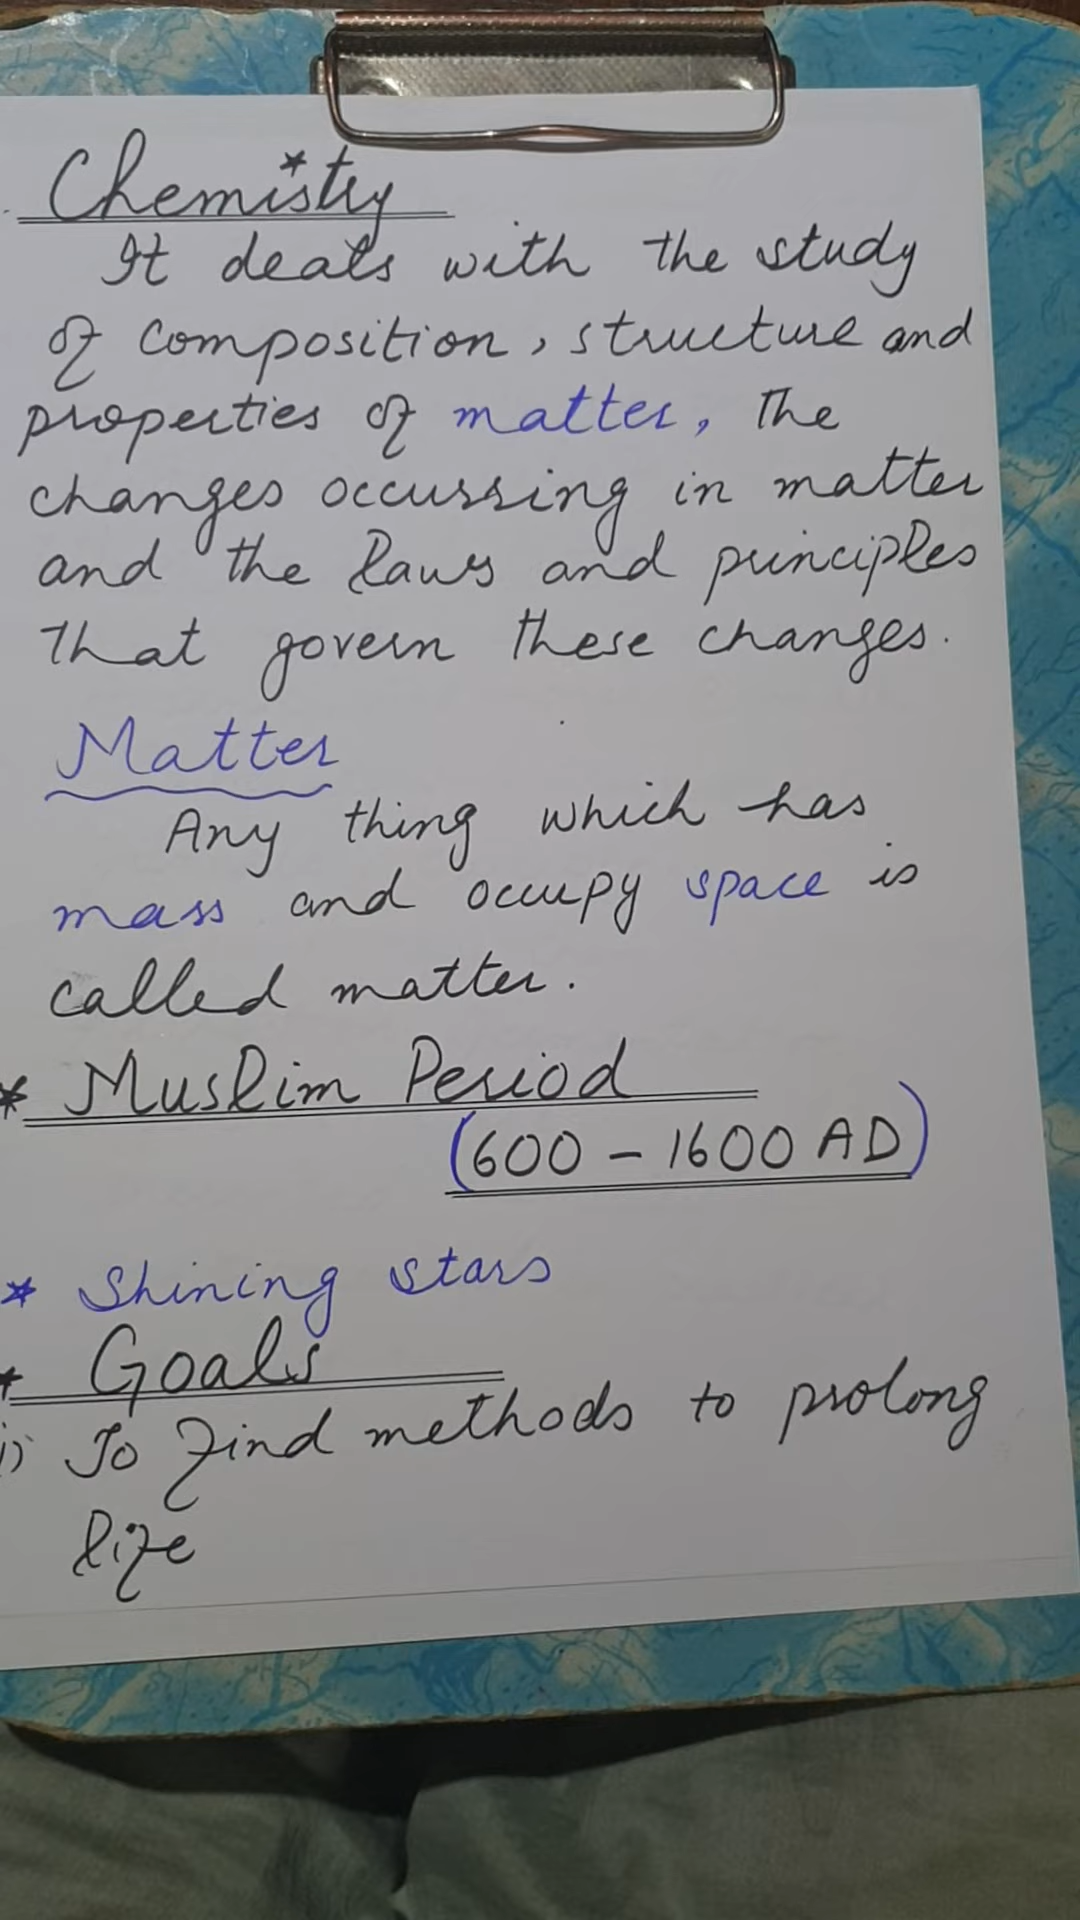 Chemistry
It deals with the study
of composition, structure and
properties of matter, The
changes occurring in matter
and the laws and principles
That govern these changes.
Matter
Any thing which has
mass and occupy space is
called matter.
* Muslim Period
(600 - 1600 AD)
* Shining stars
* Goals
i) To find methods to prolong
life